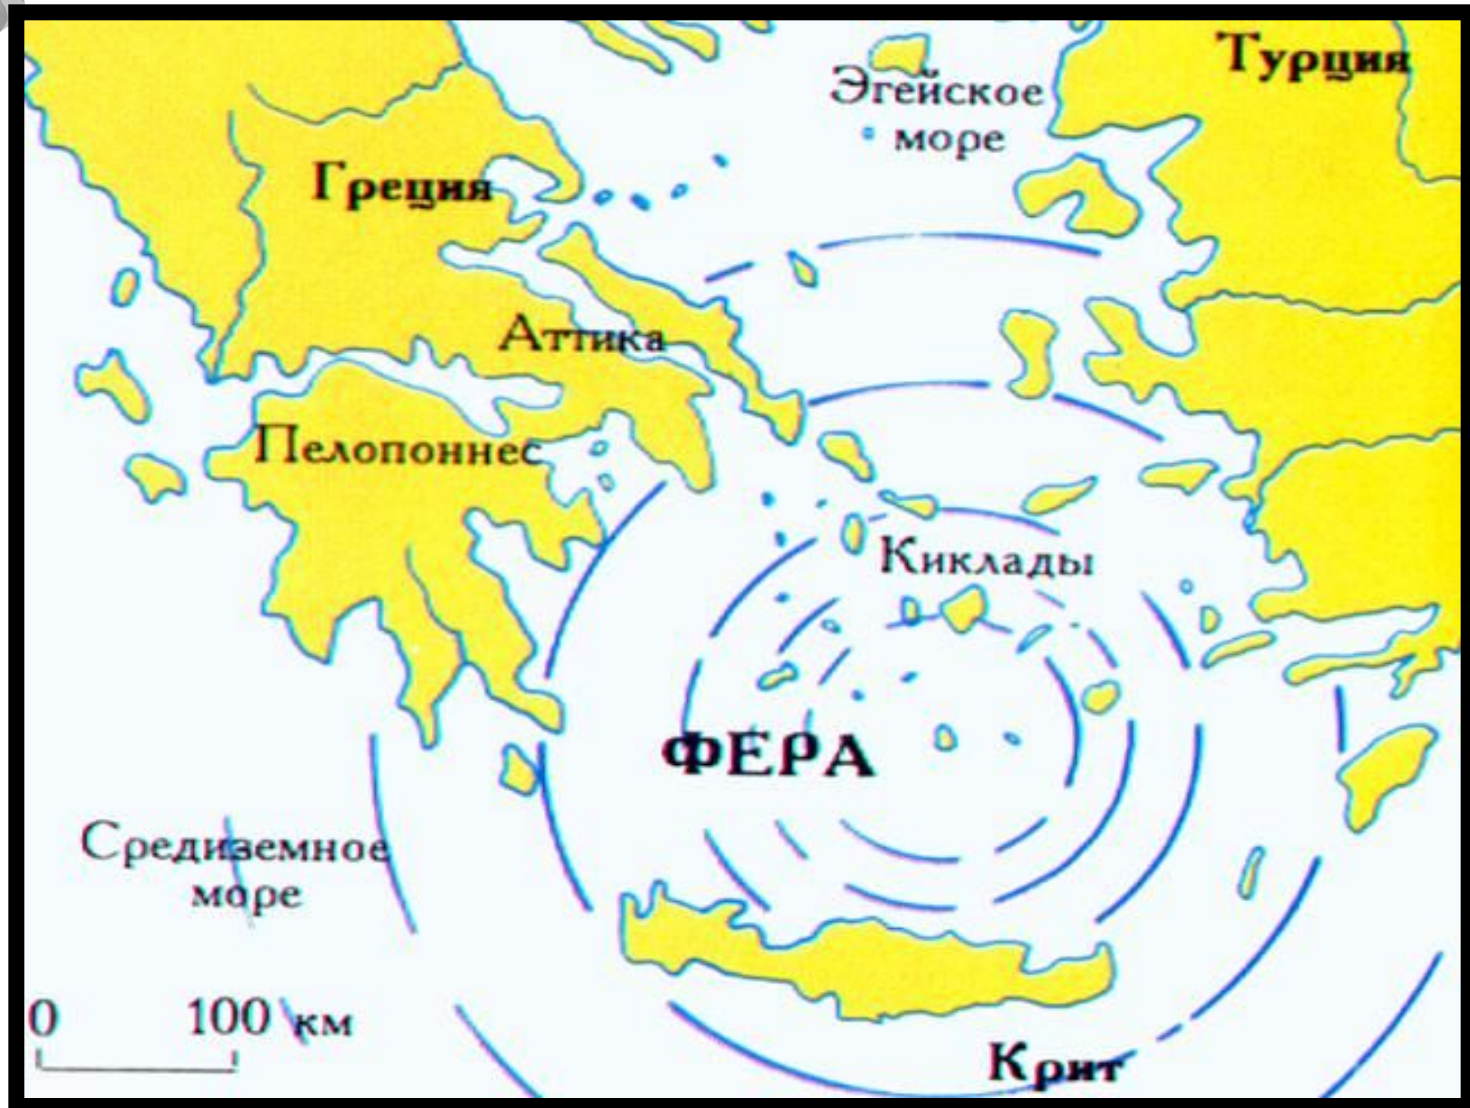 Турция
Эгейское
море
Греция
Аттика
Пелопоннес
Киклады
ФЕРА
Средиземное
море
0 100 км
Крит